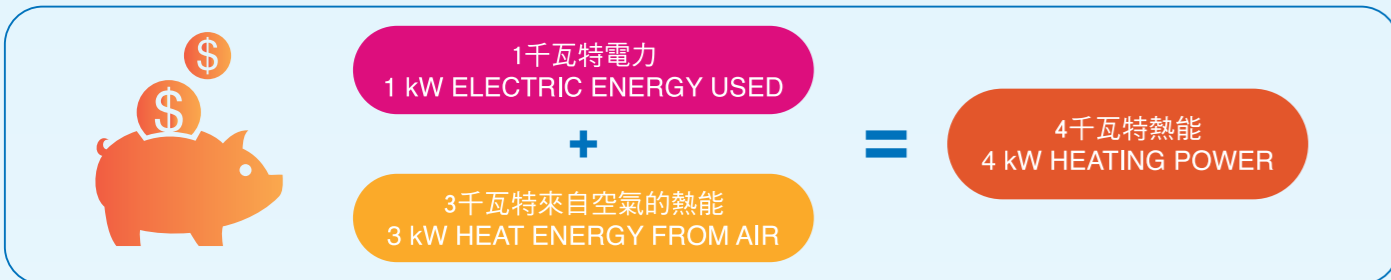 $
$
1千瓦特電力
1 kW ELECTRIC ENERGY USED
+
3千瓦特來自空氣的熱能
3 kW HEAT ENERGY FROM AIR
=
4千瓦特熱能
4 kW HEATING POWER